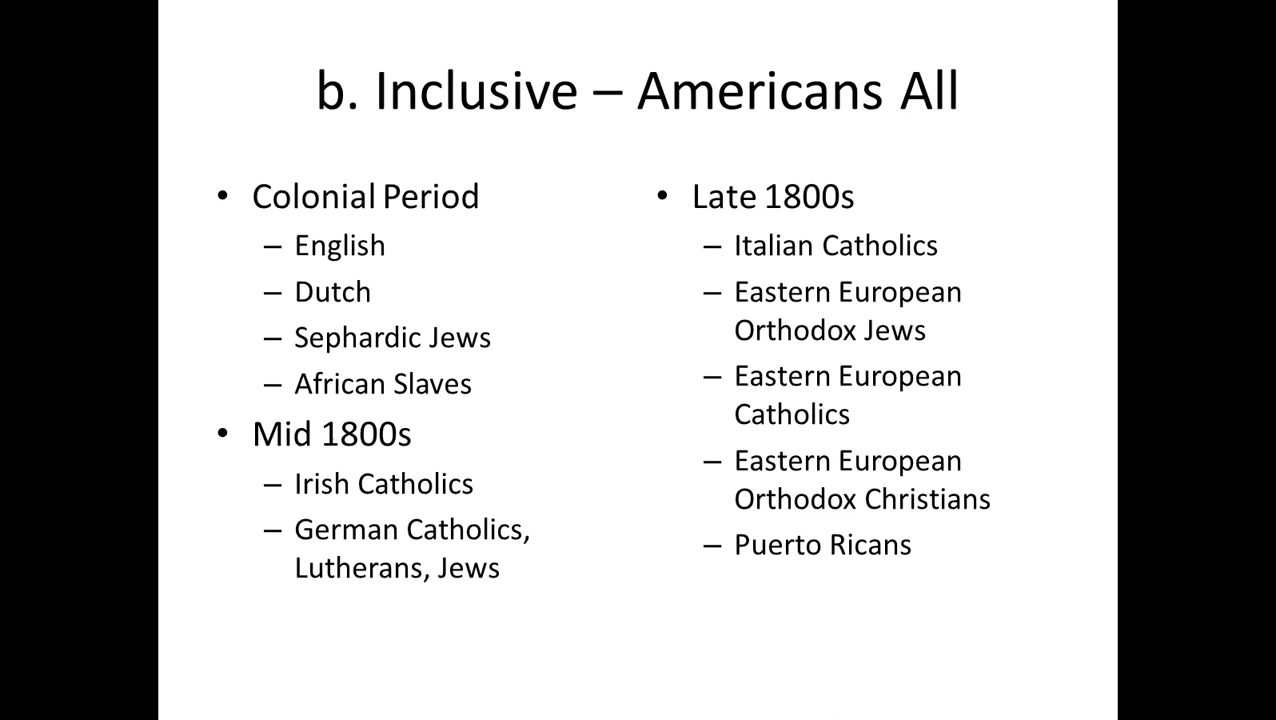 b. Inclusive – Americans All
• Colonial Period
– English
– Dutch
– Sephardic Jews
– African Slaves
• Mid 1800s
– Irish Catholics
– German Catholics,
Lutherans, Jews
• Late 1800s
– Italian Catholics
– Eastern European
Orthodox Jews
– Eastern European
Catholics
– Eastern European
Orthodox Christians
– Puerto Ricans